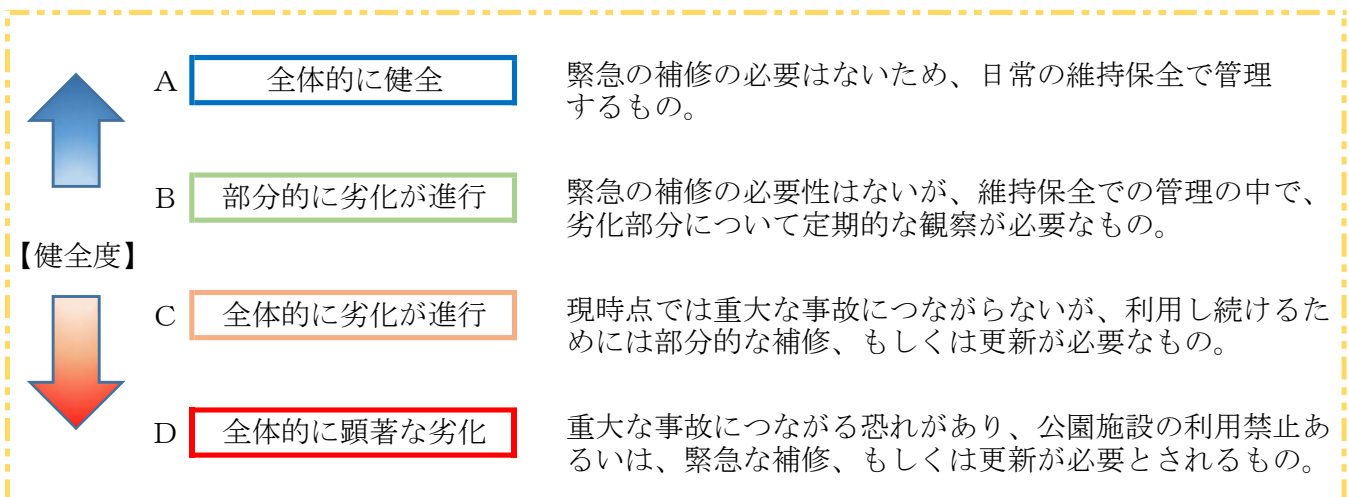 A 全体的に健全 緊急の補修の必要はないため、日常の維持保全で管理
するもの。
B 部分的に劣化が進行 緊急の補修の必要性はないが、維持保全での管理の中で、
劣化部分について定期的な観察が必要なもの。
【健全度】
C 全体的に劣化が進行 現時点では重大な事故につながらないが、利用し続けるた
めには部分的な補修、もしくは更新が必要なもの。
D 全体的に顕著な劣化 重大な事故につながる恐れがあり、公園施設の利用禁止あ
るいは、緊急な補修、もしくは更新が必要とされるもの。